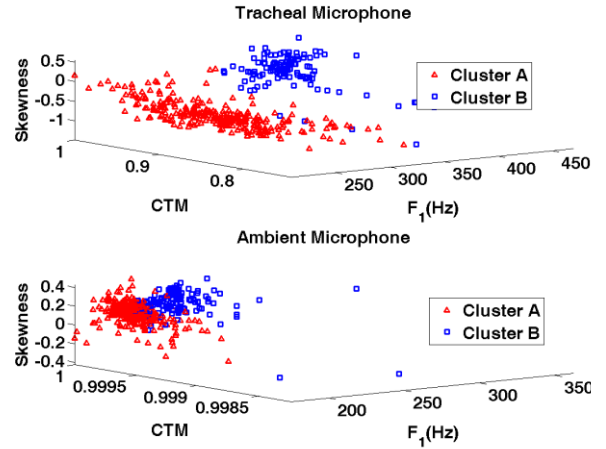 Tracheal Microphone
Skewness
0.5
0
-0.5
-1
1
0.9
0.8
CTM
250
300
350
400
450
F1(Hz)
Cluster A
Cluster B
Ambient Microphone
Skewness
0.4
0.2
0
-0.2
-0.4
1
0.9995
0.999
0.9985
CTM
200
250
300
350
F1(Hz)
Cluster A
Cluster B